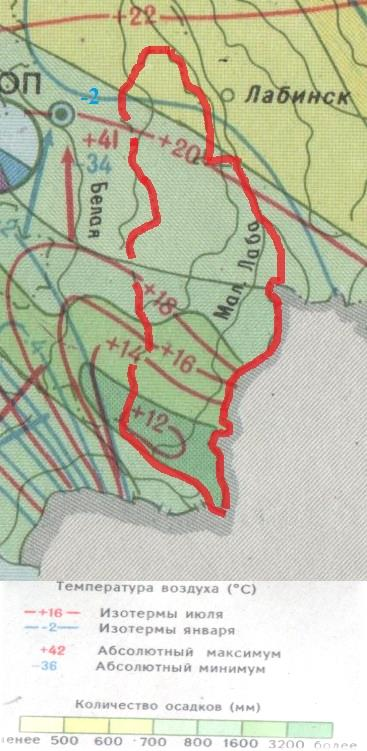 +22
ОП
-2
Лабинск
+41
+20
-34
Белая
Мал. Лаба
+18
+14
+16
+12
Температура воздуха (°С)
+16 Изотермы июля
-2 Изотермы января
+42 Абсолютный максимум
-36 Абсолютный минимум
Количество осадков (мм)
менее 500 600 700 800 1600 3200 более